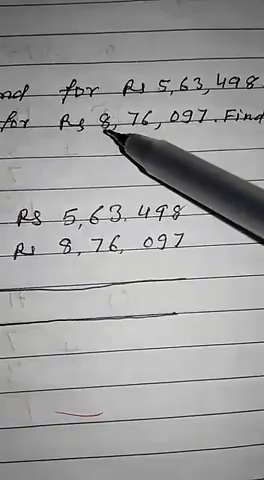 nd for Rs 5,63,498
for Rs 8,76,097. Find
Rs 5,63,498
Rs 8,76,097